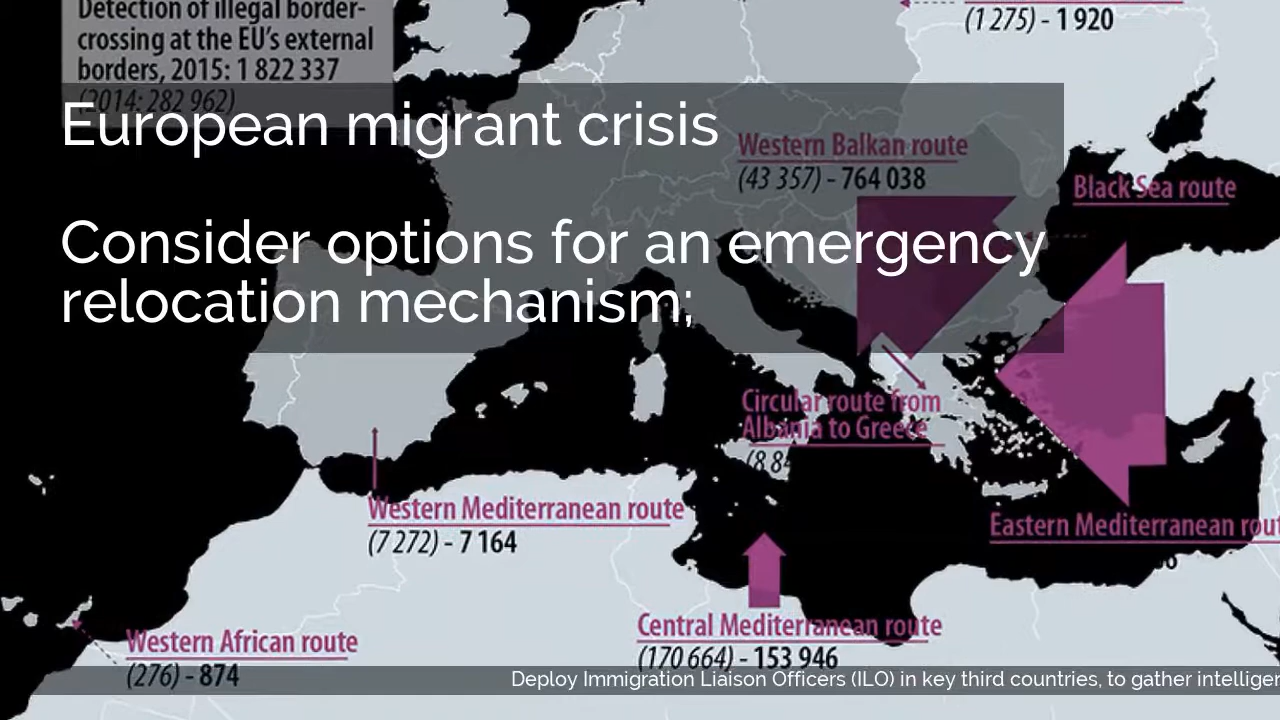 Detection of illegal border-
crossing at the EU's external
borders, 2015: 1 822 337
(2014: 282 962)
(1 275) - 1 920
European migrant crisis
Western Balkan route
(43 357) - 764 038
Black Sea route
Consider options for an emergency
relocation mechanism;
Circular route from
Albania to Greece
(8 84
Western Mediterranean route
(7 272) - 7 164
Eastern Mediterranean rout
Central Mediterranean route
(170 664) - 153 946
Western African route
(276) - 874
Deploy Immigration Liaison Officers (ILO) in key third countries, to gather intelligen